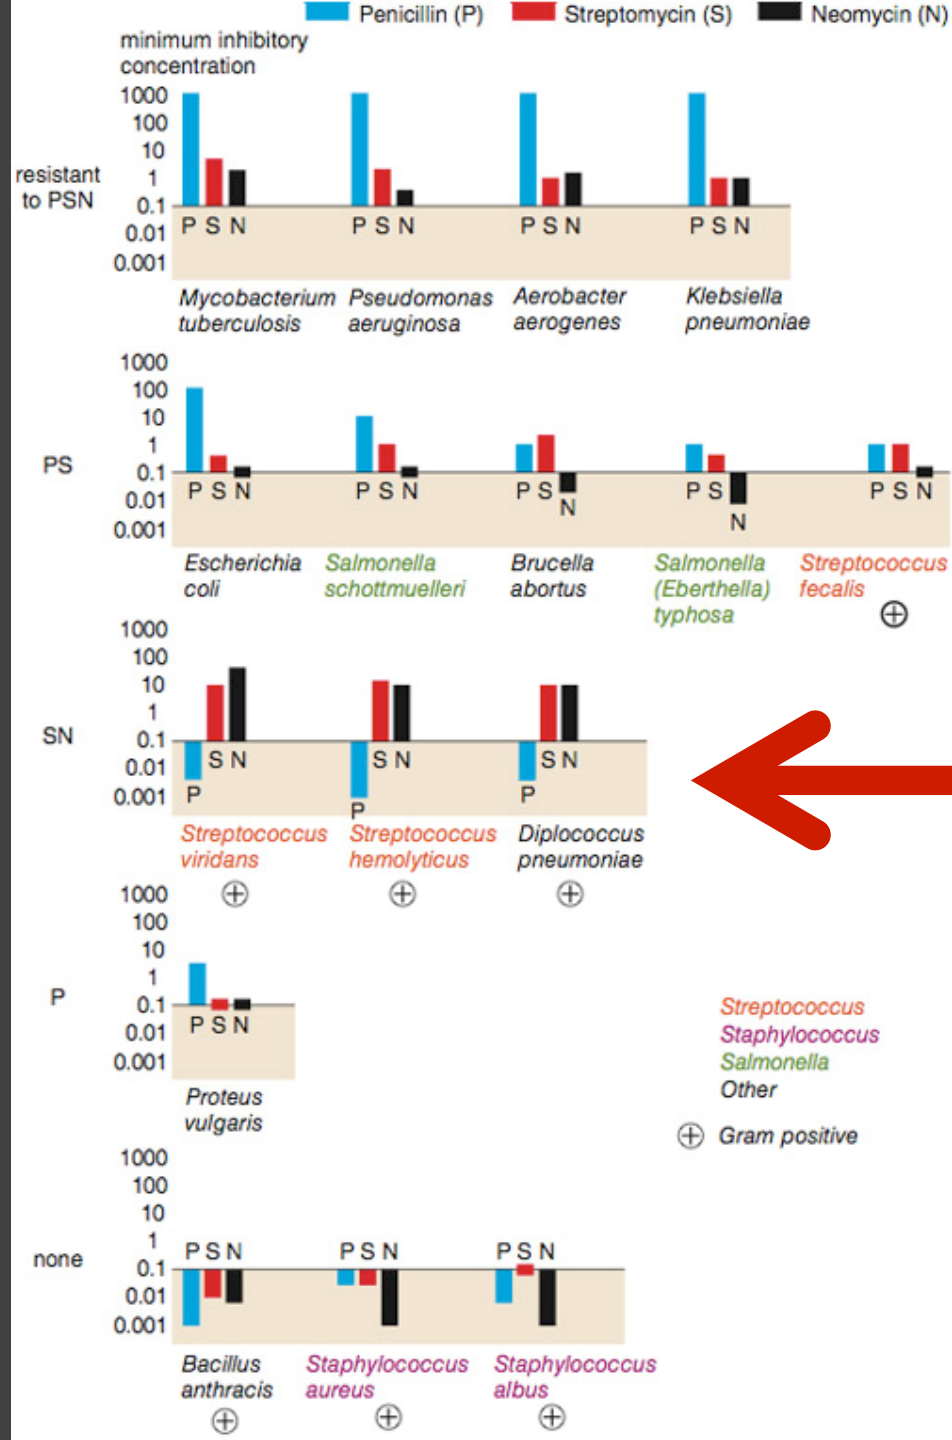 Penicillin (P) Streptomycin (S) Neomycin (N)
minimum inhibitory
concentration
1000
100
10
resistant
to PSN
1
0.1
P S N P S N P S N P S N
0.01
0.001
Mycobacterium Pseudomonas Aerobacter Klebsiella
tuberculosis aeruginosa aerogenes pneumoniae
1000
100
10
1
PS
0.1
P S N P S P S P S N
N
P S N
N
0.01
0.001
Escherichia Salmonella Brucella Salmonella Streptococcus
coli schottmuelleri abortus (Eberthella) fecalis
typhosa
1000
100
10
1
SN
0.1
S N S N S N
0.01
P P
0.001
P
Streptococcus Streptococcus Diplococcus
viridans hemolyticus pneumoniae
1000
100
10
1
P
0.1
P S N
0.01
0.001
Proteus
vulgaris
Streptococcus
Staphylococcus
Salmonella
Other
Gram positive
1000
100
10
1
P S N P S N P S N
none
0.1
0.01
0.001
Bacillus Staphylococcus Staphylococcus
anthracis aureus albus